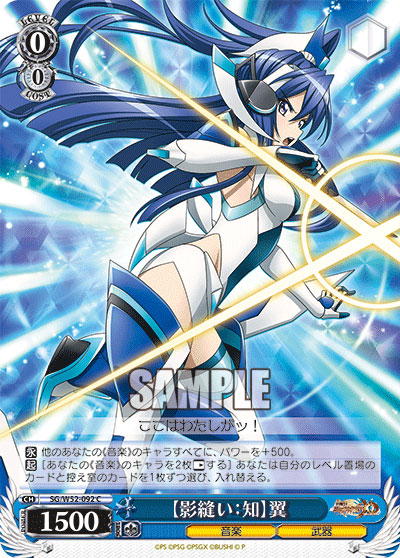 LEVEL
0
0
COST
SAMPLE
ここはわたしがッ!
永 他のあなたの《音楽》のキャラすべてに、パワーを+500。
起 [あなたの《音楽》のキャラを2枚レストする] あなたは自分のレベル置場の
カードと控え室のカードを1枚ずつ選び、入れ替える。
CH SG/W52-092 C
1500
【影縫い:知】翼
音楽 武器
©PS ©PSG ©PSGX ©BUSHI © P